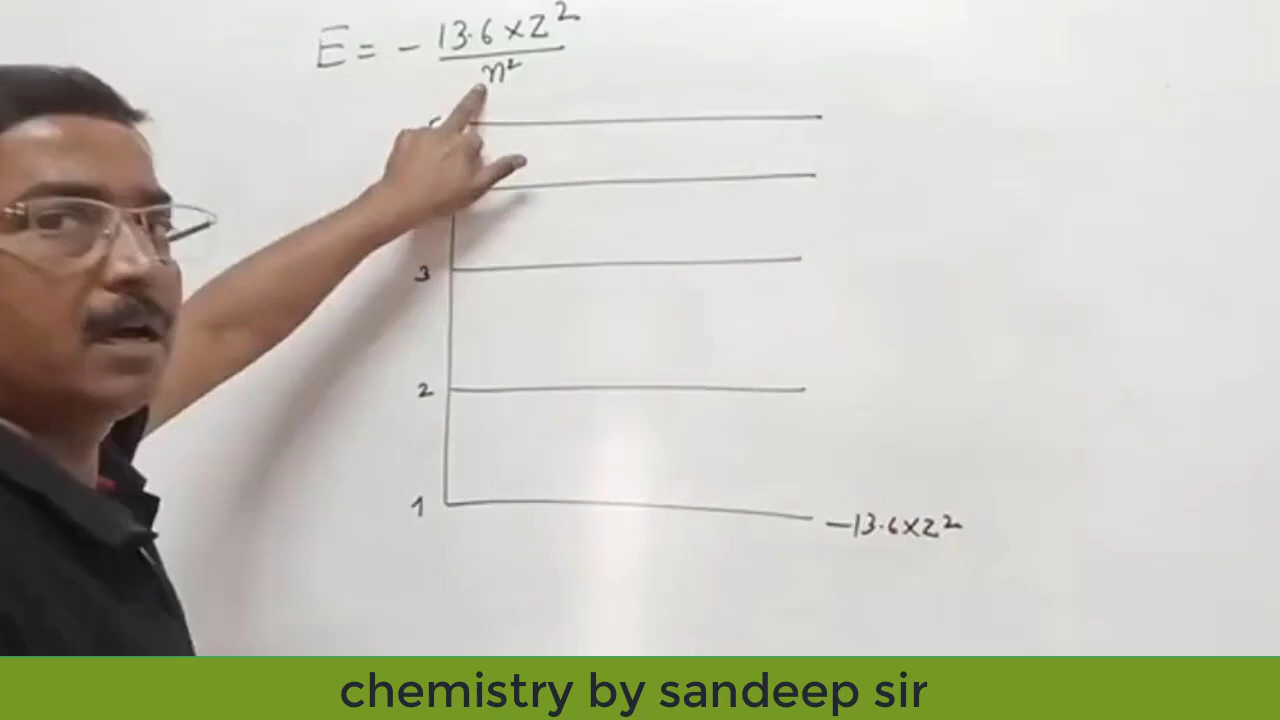 E = - 13.6 x Z²
n²
3
2
1
-13.6 x Z²
chemistry by sandeep sir